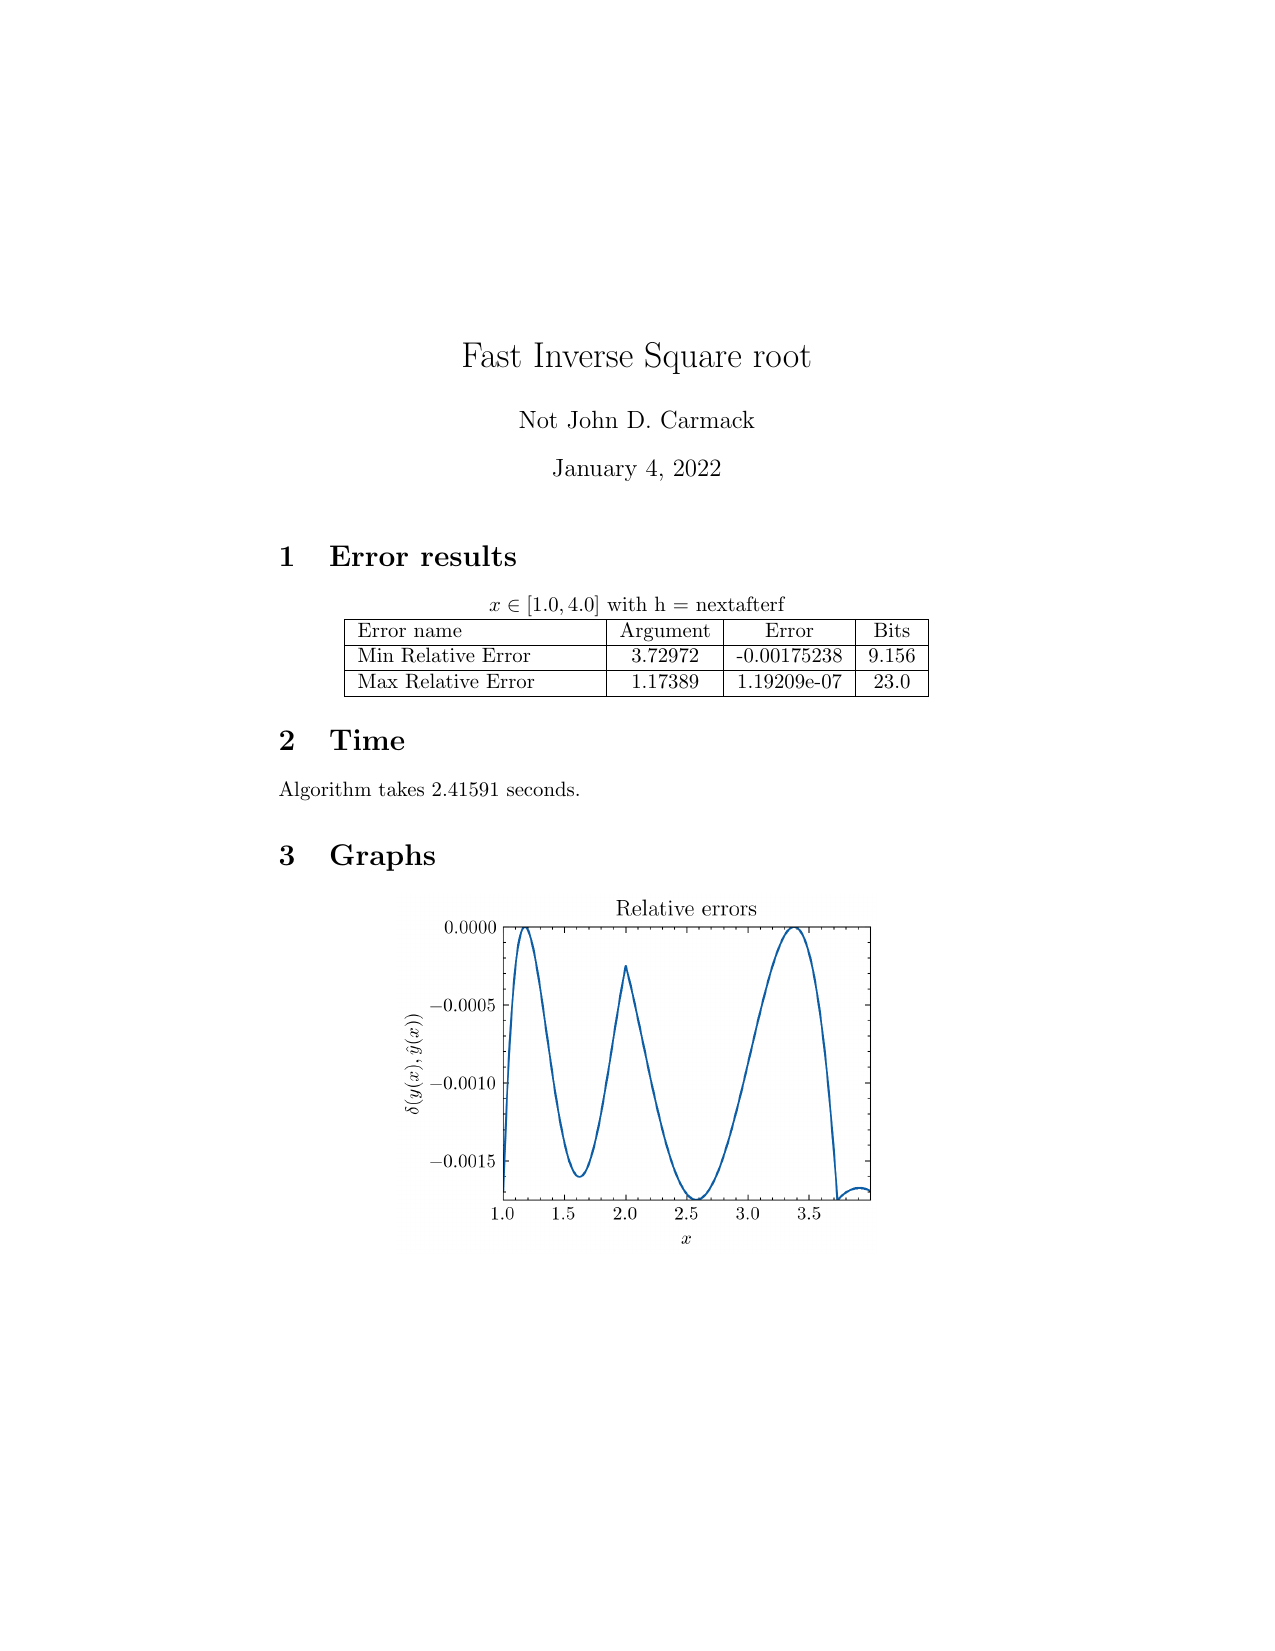 Fast Inverse Square root
Not John D. Carmack
January 4, 2022
1 Error results
x ∈ [1.0, 4.0] with h = nextafterf
Error name Argument Error Bits
Min Relative Error 3.72972 -0.00175238 9.156
Max Relative Error 1.17389 1.19209e-07 23.0
2 Time
Algorithm takes 2.41591 seconds.
3 Graphs
Relative errors
0.0000
−0.0005
−0.0010
−0.0015
δ(y(x), ŷ(x))
1.0 1.5 2.0 2.5 3.0 3.5
x